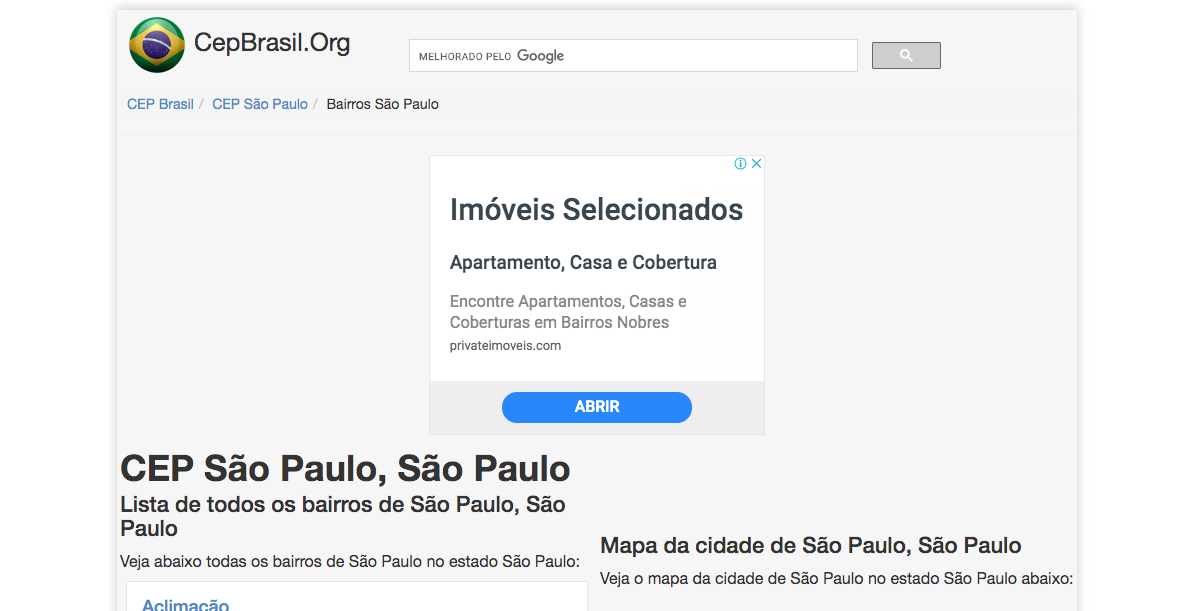 CepBrasil.Org
MELHORADO PELO Google
CEP Brasil / CEP São Paulo / Bairros São Paulo
Imóveis Selecionados
Apartamento, Casa e Cobertura
Encontre Apartamentos, Casas e
Coberturas em Bairros Nobres
privateimoveis.com
ABRIR
CEP São Paulo, São Paulo
Lista de todos os bairros de São Paulo, São
Paulo
Veja abaixo todas os bairros de São Paulo no estado São Paulo:
Aclimação
Mapa da cidade de São Paulo, São Paulo
Veja o mapa da cidade de São Paulo no estado São Paulo abaixo: